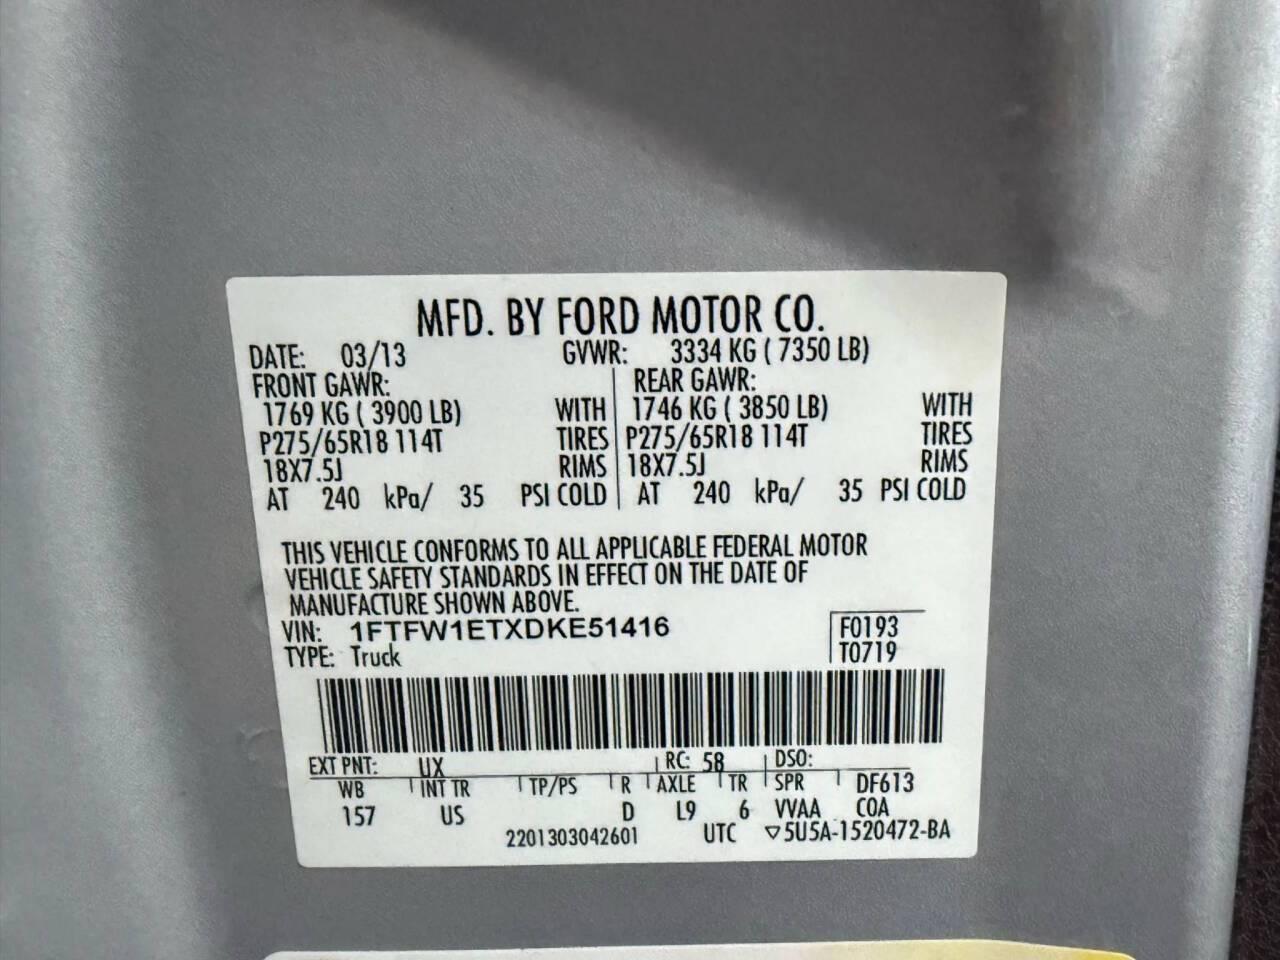 MFD. BY FORD MOTOR CO.
DATE: 03/13 GVWR: 3334 KG ( 7350 LB)
FRONT GAWR: REAR GAWR:
1769 KG ( 3900 LB) WITH 1746 KG ( 3850 LB) WITH
P275/65R18 114T TIRES P275/65R18 114T TIRES
18X7.5J RIMS 18X7.5J RIMS
AT 240 kPa/ 35 PSI COLD AT 240 kPa/ 35 PSI COLD
THIS VEHICLE CONFORMS TO ALL APPLICABLE FEDERAL MOTOR
VEHICLE SAFETY STANDARDS IN EFFECT ON THE DATE OF
MANUFACTURE SHOWN ABOVE.
VIN: 1FTFW1ETXDKE51416 F0193
TYPE: Truck T0719
EXT PNT: UX RC: 58 DSO:
WB INT TR TP/PS R AXLE TR SPR DF613
157 US D L9 6 VVAA COA
2201303042601 UTC ▽5U5A-1520472-BA